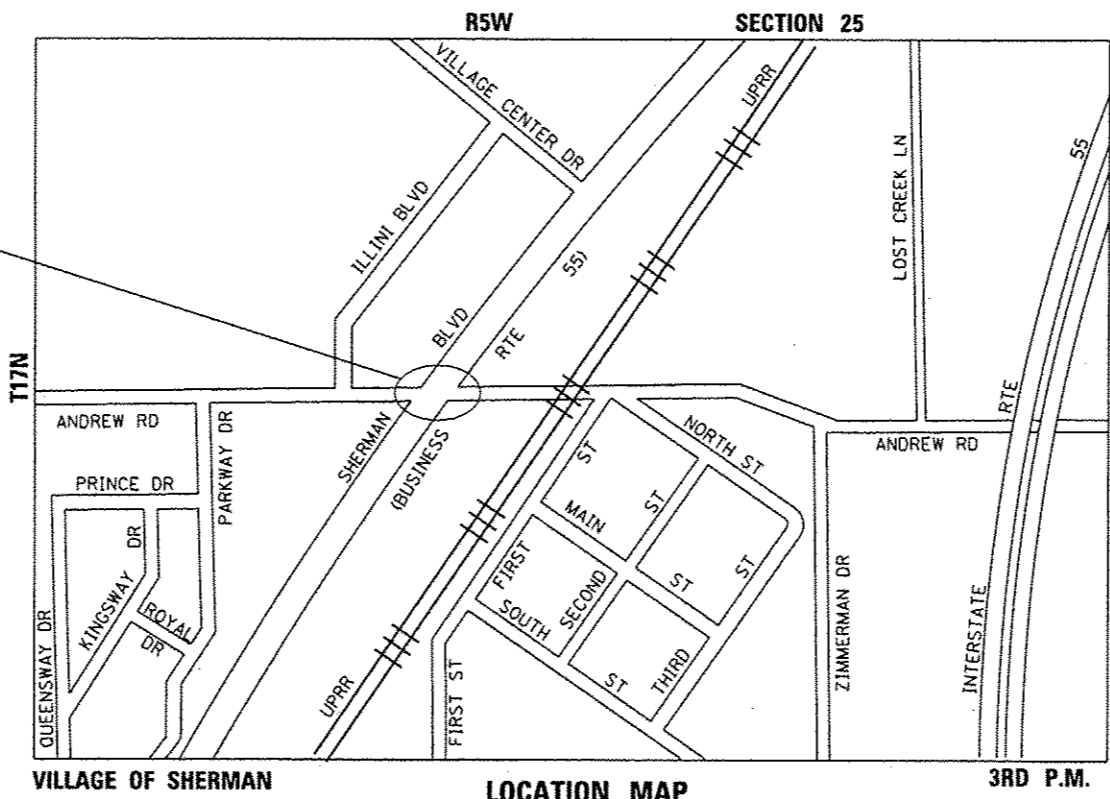 R5W
SECTION 25
VILLAGE CENTER DR
UPRR
55
ILLINI BLVD
LOST CREEK LN
55)
BLVD
RTE
T17N
RTE
ANDREW RD
PARKWAY DR
SHERMAN
(BUSINESS
ST
NORTH ST
ANDREW RD
PRINCE DR
MAIN
ST
KINGSWAY
DR
FIRST
ST
ST
ROYAL
DR
SOUTH
SECOND
QUEENSWAY DR
UPRR
FIRST ST
ST
THIRD
ZIMMERMAN DR
INTERSTATE
VILLAGE OF SHERMAN
LOCATION MAP
3RD P.M.